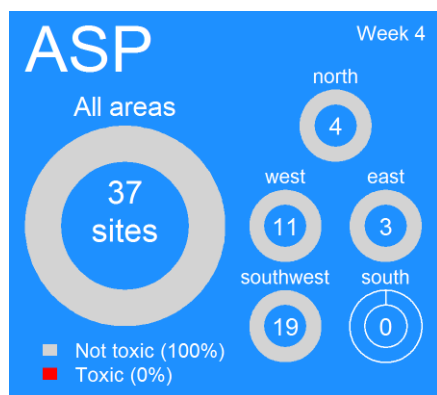 ASP
Week 4
All areas
37
sites
north
4
west
11
east
3
southwest
19
south
0
Not toxic (100%)
Toxic (0%)